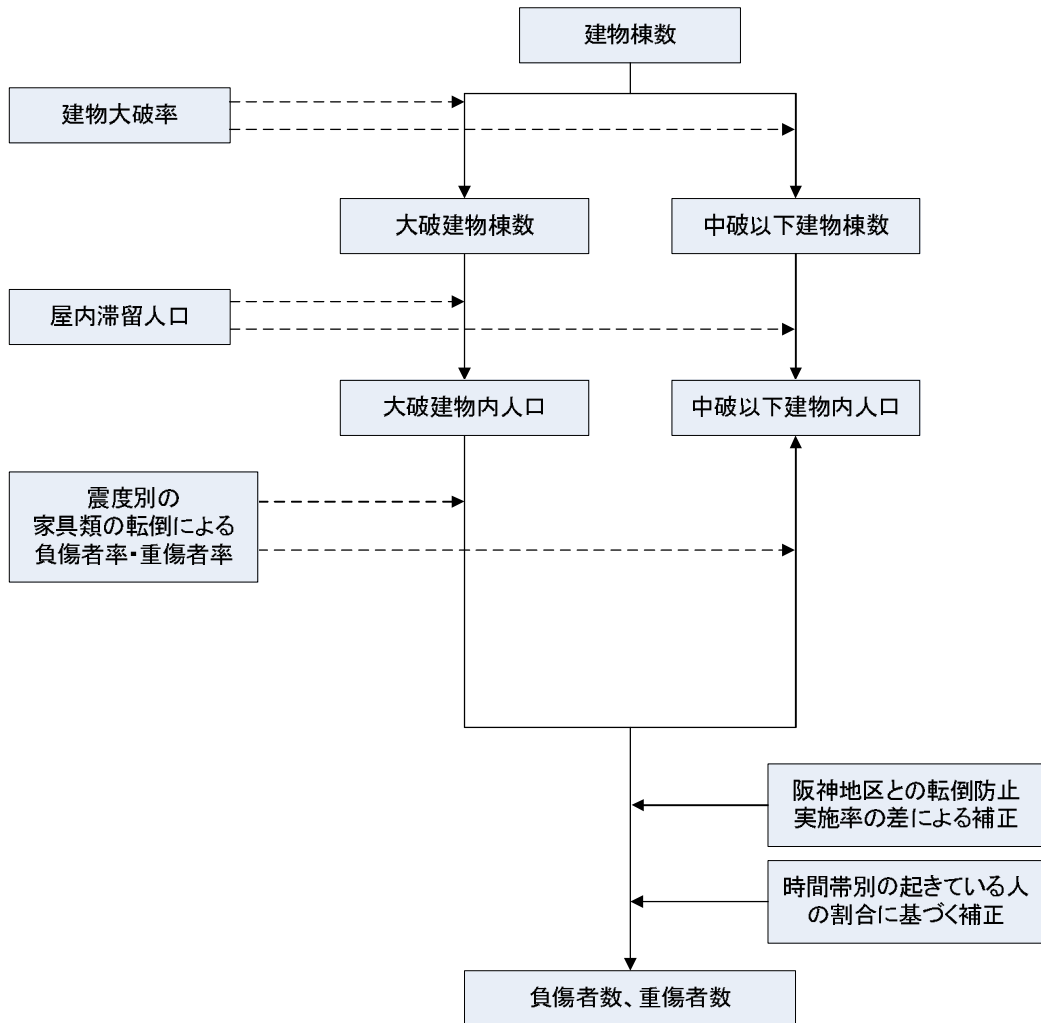 建物棟数
建物大破率
大破建物棟数
中破以下建物棟数
屋内滞留人口
大破建物内人口
中破以下建物内人口
震度別の
家具類の転倒による
負傷者率・重傷者率
阪神地区との転倒防止
実施率の差による補正
時間帯別の起きている人
の割合に基づく補正
負傷者数、重傷者数